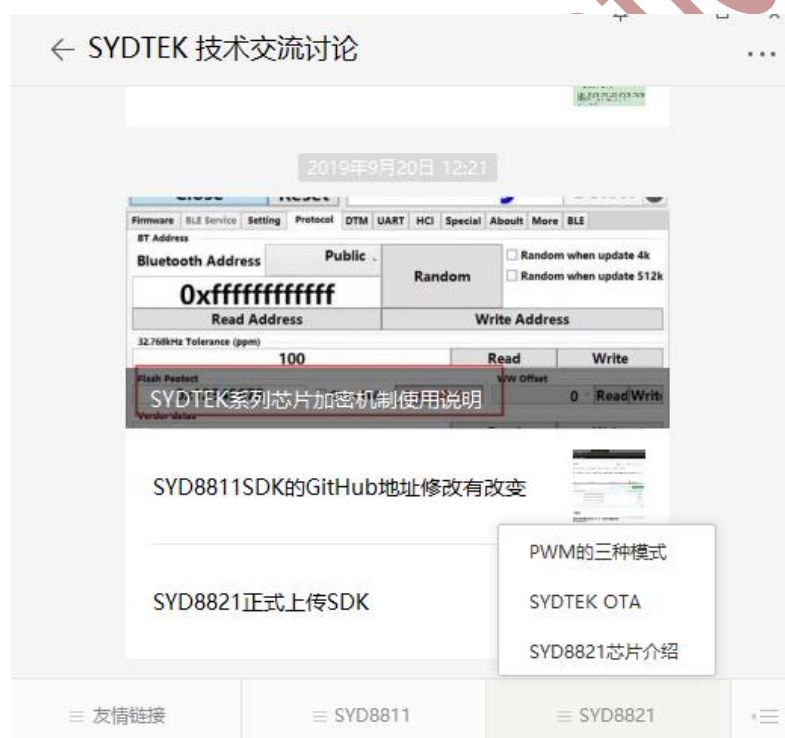 SYDTEK 技术交流讨论
2019年9月20日 12:21
Close Reset
Firmware BLE Service Setting Protocol DTM UART HCI Special Aboult More BLE
BT Address
Bluetooth Address Public Random Random when update 4k
Random when update 512k
0xffffffffffff
Read Address Write Address
32.768kHz Tolerance (ppm)
100 Read Write
Flash Peotect VW Offset
0 Read Write
SYDTEK系列芯片加密机制使用说明
SYD8811SDK的GitHub地址修改有改变
SYD8821正式上传SDK
PWM的三种模式
SYDTEK OTA
SYD8821芯片介绍
友情链接 SYD8811 SYD8821